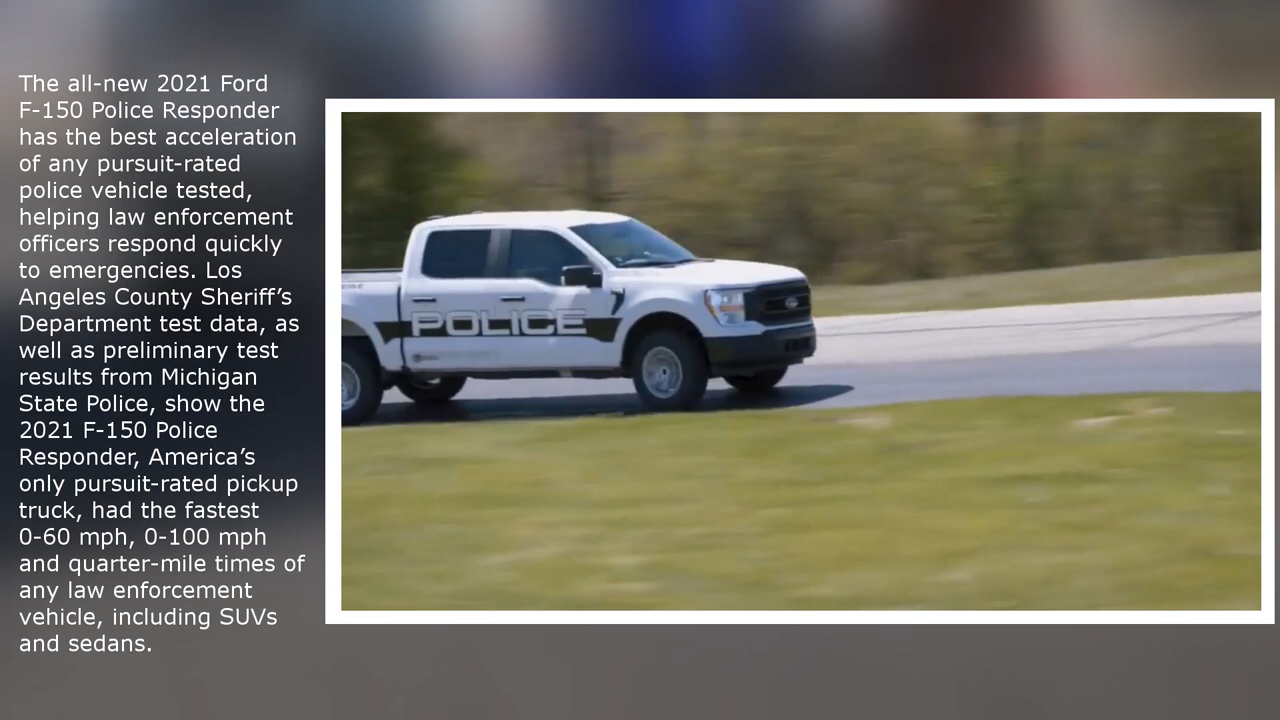 The all-new 2021 Ford
F-150 Police Responder
has the best acceleration
of any pursuit-rated
police vehicle tested,
helping law enforcement
officers respond quickly
to emergencies. Los
Angeles County Sheriff’s
Department test data, as
well as preliminary test
results from Michigan
State Police, show the
2021 F-150 Police
Responder, America’s
only pursuit-rated pickup
truck, had the fastest
0-60 mph, 0-100 mph
and quarter-mile times of
any law enforcement
vehicle, including SUVs
and sedans.
POLICE